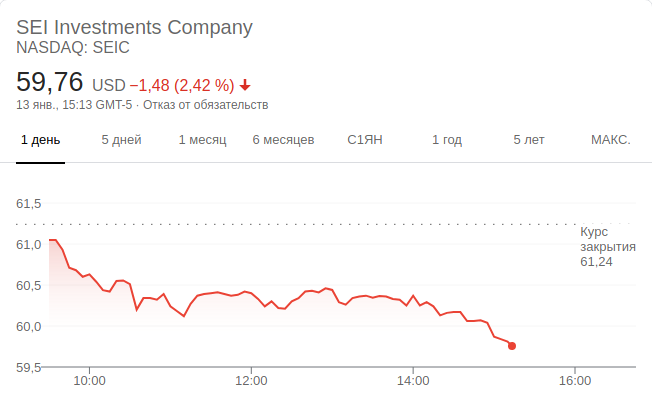 SEI Investments Company
NASDAQ: SEIC
59,76 USD −1,48 (2,42 %)
13 янв., 15:13 GMT-5 · Отказ от обязательств
1 день 5 дней 1 месяц 6 месяцев С1ЯН 1 год 5 лет МАКС.
61,5
61,0
60,5
60,0
59,5
Курс
закрытия
61,24
10:00 12:00 14:00 16:00